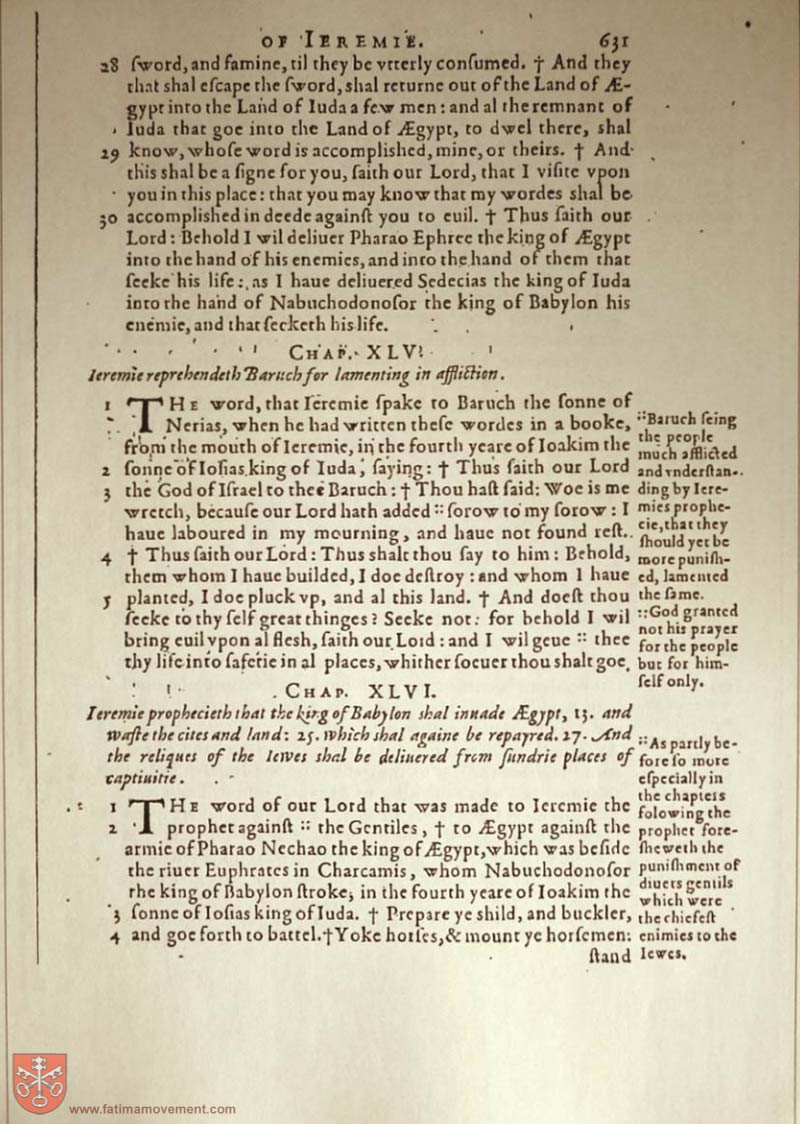 OF IEREMIE. 631
28 ſword, and famine, til they be vtterly conſumed. † And they
that shal eſcape the ſword, shal returne out of the Land of Æ-
gypt into the Land of Iuda a few men: and al the remnant of
Iuda that goe into the Land of Ægypt, to dwel there, shal
29 know, whoſe word is accomplished, mine, or theirs. † And
this shal be a ſigne for you, ſaith our Lord, that I viſite vpon
you in this place: that you may know that my wordes shal be
30 accomplished in deede againſt you to euil. † Thus ſaith our
Lord: Behold I wil deliuer Pharao Ephree the king of Ægypt
into the hand of his enemies, and into the hand of them that
ſeeke his life: as I haue deliuered Sedecias the king of Iuda
into the hand of Nabuchodonoſor the king of Babylon his
enemie, and that ſeeketh his life.
CHAP. XLV.
Ieremie reprehendeth Baruch for lamenting in affliction.
1 THE word, that Ieremie ſpake to Baruch the ſonne of
Nerias, when he had written theſe wordes in a booke,
from the mouth of Ieremie, in the fourth yeare of Ioakim the
2 ſonne of Ioſias king of Iuda, ſaying: † Thus ſaith our Lord
3 the God of Iſrael to thee Baruch: † Thou haſt ſaid: Woe is me
wretch, becauſe our Lord hath added :: ſorow to my ſorow: I
haue laboured in my mourning, and haue not found reſt.
4 † Thus ſaith our Lord: Thus shalt thou ſay to him: Behold,
them whom I haue builded, I doe deſtroy: and whom I haue
5 planted, I doe pluck vp, and al this land. † And doeſt thou
ſeeke to thy ſelf great thinges? Seeke not: for behold I wil
bring euil vpon al flesh, ſaith our Lord: and I wil geue :: thee
thy life into ſafetie in al places, whither ſoeuer thou shalt goe.
::Baruch ſeing
the people
much afflicted
and vnderſtan-
ding by Iere-
mies prophe-
cie, that they
ſhould yet be
more puniſh-
ed, lamented
the ſame.
::God granted
not his prayer
for the people
but for him-
ſelf only.
CHAP. XLVI.
Ieremie prophecieth that the king of Babylon shal inuade Ægypt, 13. and
waſte the cites and land: 25. which shal againe be repayred. 27. And
the reliques of the Iewes shal be deliuered from ſundrie places of
captiuitie.
1 THE word of our Lord that was made to Ieremie the
2 prophet againſt :: the Gentiles, † to Ægypt againſt the
armie of Pharao Nechao the king of Ægypt, which was beſide
the riuer Euphrates in Charcamis, whom Nabuchodonoſor
the king of Babylon ſtroke, in the fourth yeare of Ioakim the
3 ſonne of Ioſias king of Iuda. † Prepare ye shild, and buckler,
4 and goe forth to battel. † Yoke horſes, & mount ye horſemen:
ſtand
::As partly be-
fore ſo more
eſpecially in
the chapters
folowing the
prophet fore-
ſheweth the
puniſhment of
diuers gentils
which were
the chiefeſt
enimies to the
Iewes.
www.fatimamovement.com